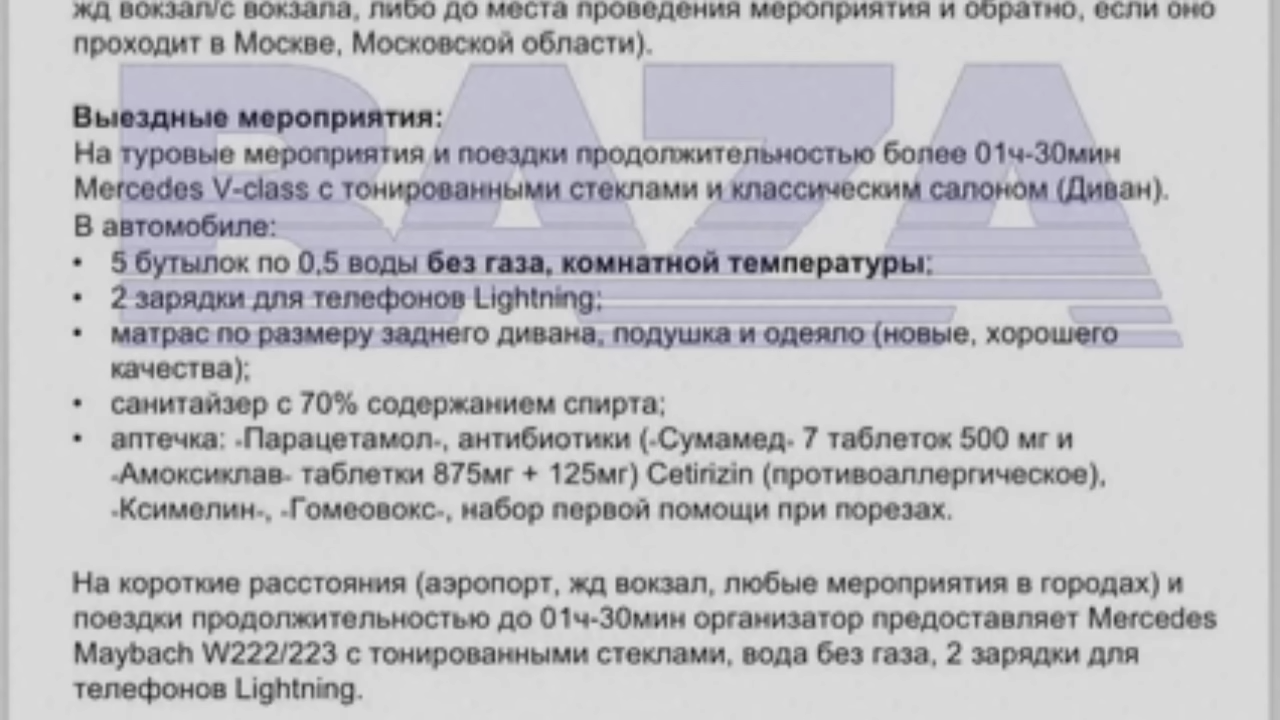 жд вокзал/с вокзала, либо до места проведения мероприятия и обратно, если оно
проходит в Москве, Московской области).
BAZA
Выездные мероприятия:
На туровые мероприятия и поездки продолжительностью более 01ч-30мин
Mercedes V-class с тонированными стеклами и классическим салоном (Диван).
В автомобиле:
• 5 бутылок по 0,5 воды без газа, комнатной температуры;
• 2 зарядки для телефонов Lightning;
• матрас по размеру заднего дивана, подушка и одеяло (новые, хорошего
качества);
• санитайзер с 70% содержанием спирта;
• аптечка: «Парацетамол», антибиотики («Сумамед» 7 таблеток 500 мг и
«Амоксиклав» таблетки 875мг + 125мг) Cetirizin (противоаллергическое),
«Ксимелин», «Гомеовокс», набор первой помощи при порезах.
На короткие расстояния (аэропорт, жд вокзал, любые мероприятия в городах) и
поездки продолжительностью до 01ч-30мин организатор предоставляет Mercedes
Maybach W222/223 с тонированными стеклами, вода без газа, 2 зарядки для
телефонов Lightning.